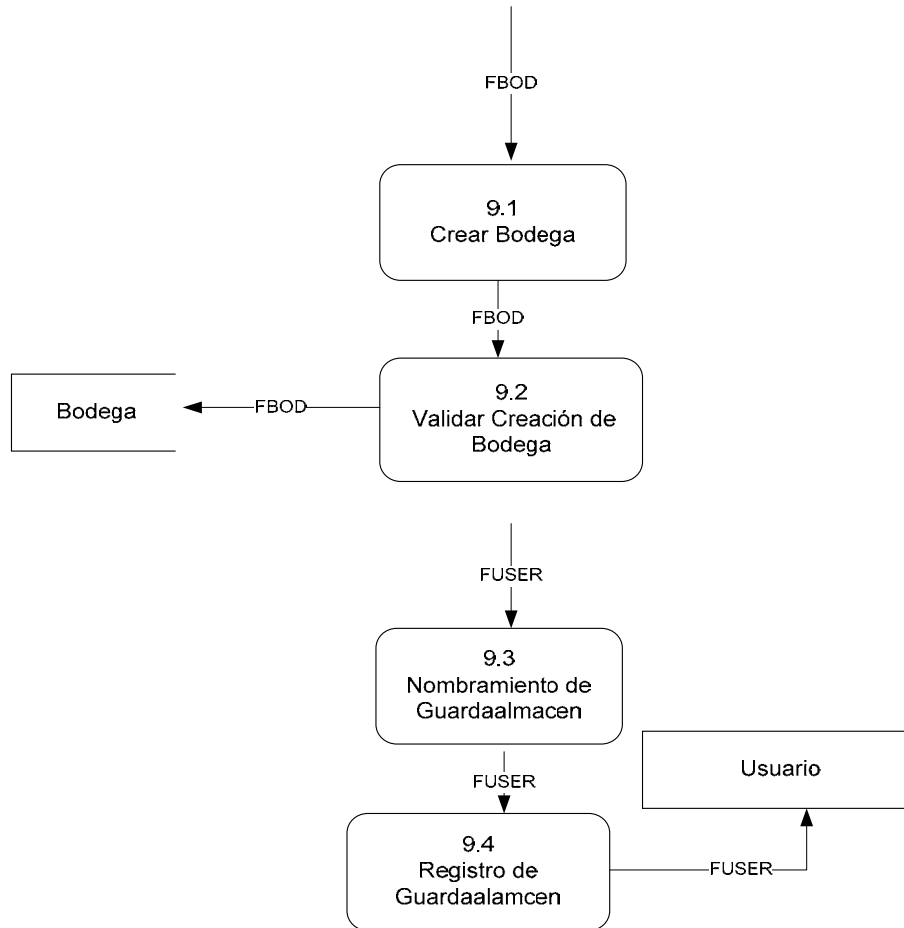 FBOD
9.1
Crear Bodega
FBOD
9.2
Validar Creación de
Bodega
FBOD
Bodega
FUSER
9.3
Nombramiento de
Guardaalmacen
FUSER
Usuario
9.4
Registro de
Guardaalamcen
FUSER